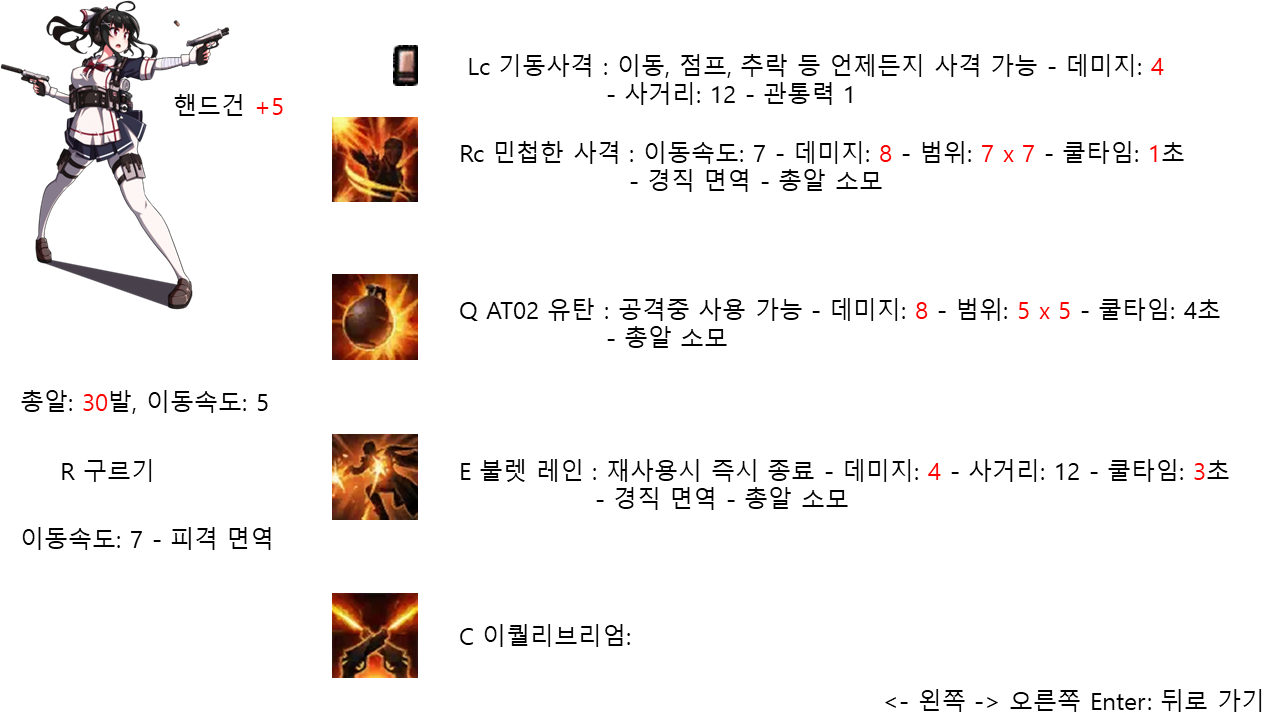 핸드건 +5
Lc 기동사격 : 이동, 점프, 추락 등 언제든지 사격 가능 - 데미지: 4
- 사거리: 12 - 관통력 1
Rc 민첩한 사격 : 이동속도: 7 - 데미지: 8 - 범위: 7 x 7 - 쿨타임: 1초
- 경직 면역 - 총알 소모
Q AT02 유탄 : 공격중 사용 가능 - 데미지: 8 - 범위: 5 x 5 - 쿨타임: 4초
- 총알 소모
총알: 30발, 이동속도: 5
R 구르기
이동속도: 7 - 피격 면역
E 불렛 레인 : 재사용시 즉시 종료 - 데미지: 4 - 사거리: 12 - 쿨타임: 3초
- 경직 면역 - 총알 소모
C 이퀄리브리엄:
<- 왼쪽 -> 오른쪽 Enter: 뒤로 가기